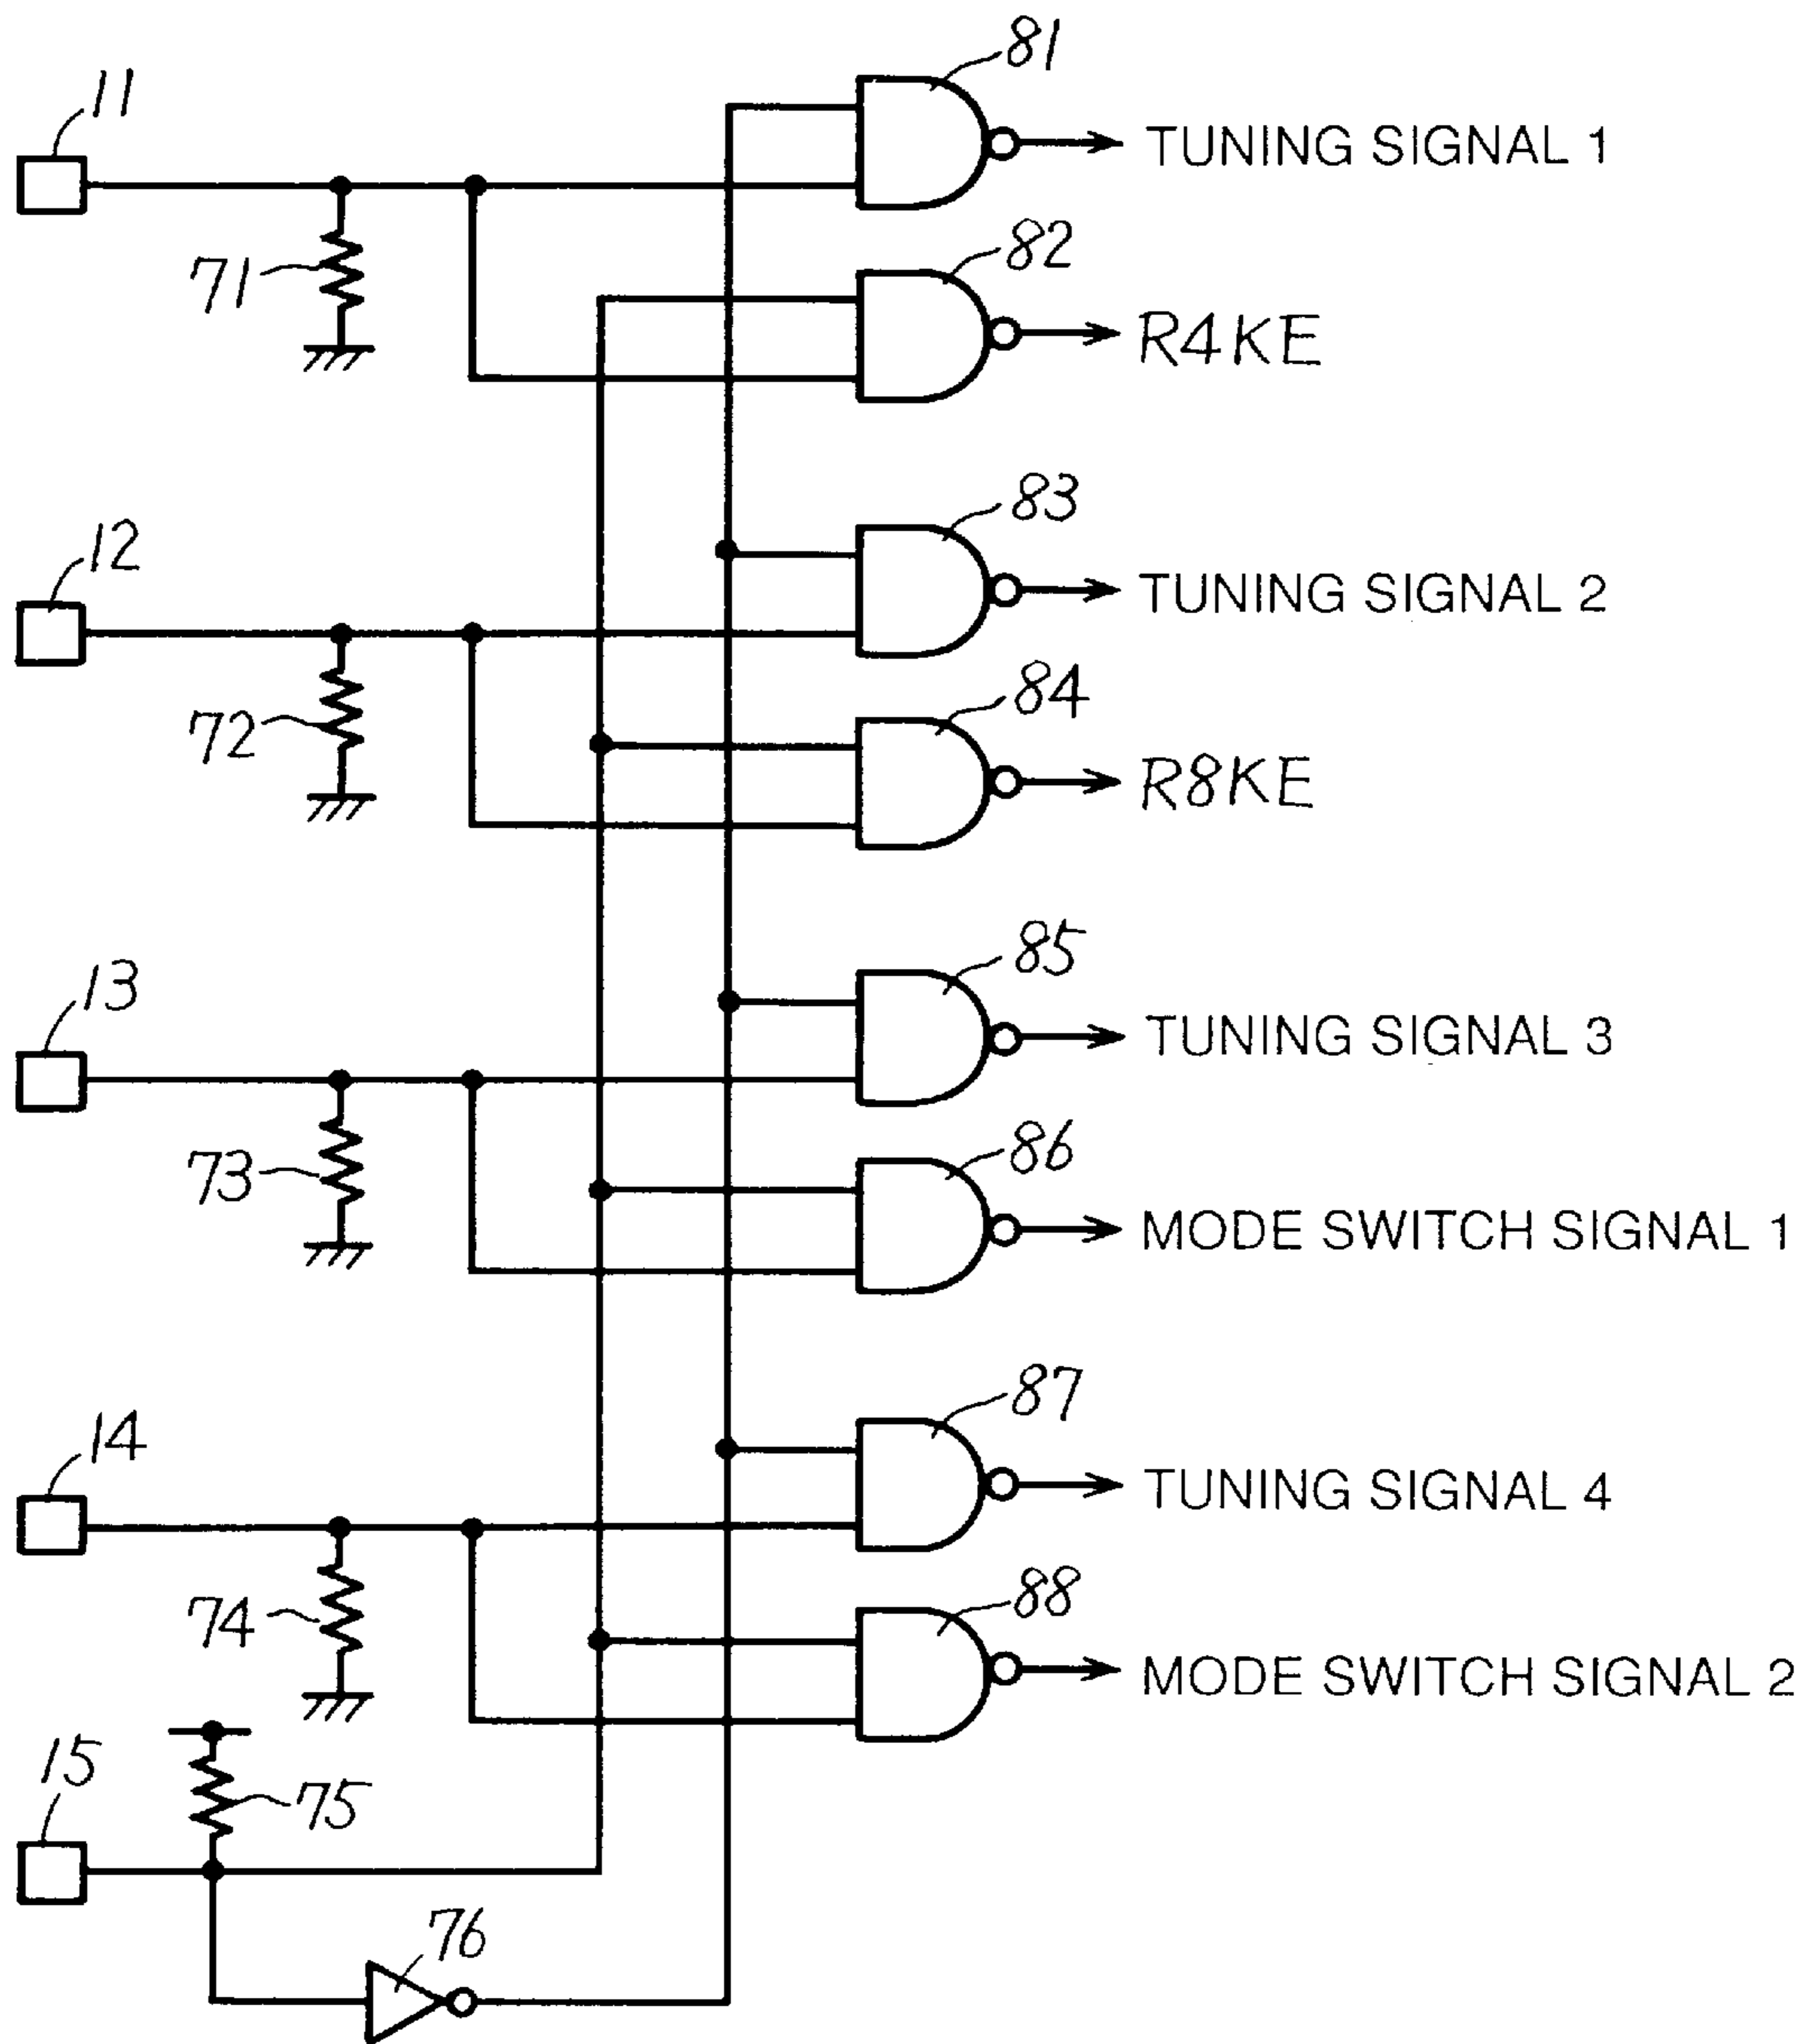 81
11
TUNING SIGNAL 1
82
71
R4KE
83
12
TUNING SIGNAL 2
84
72
R8KE
85
13
TUNING SIGNAL 3
86
73
MODE SWITCH SIGNAL 1
87
14
TUNING SIGNAL 4
88
74
MODE SWITCH SIGNAL 2
15
75
76